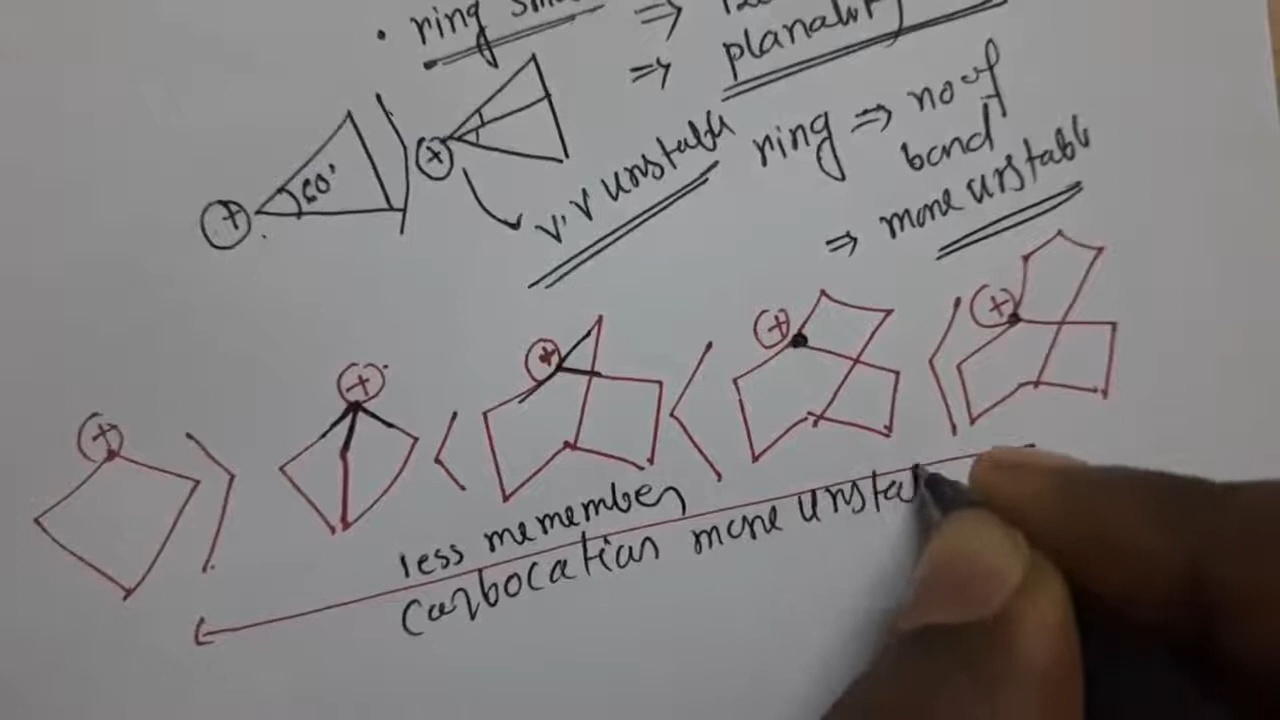 · ring
⇒
⇒ planarity
+ 60°
+
v.v unstable
ring ⇒ no of
bond
⇒ more unstable
+
+
+
+
+
less memember
carbocation more unsta